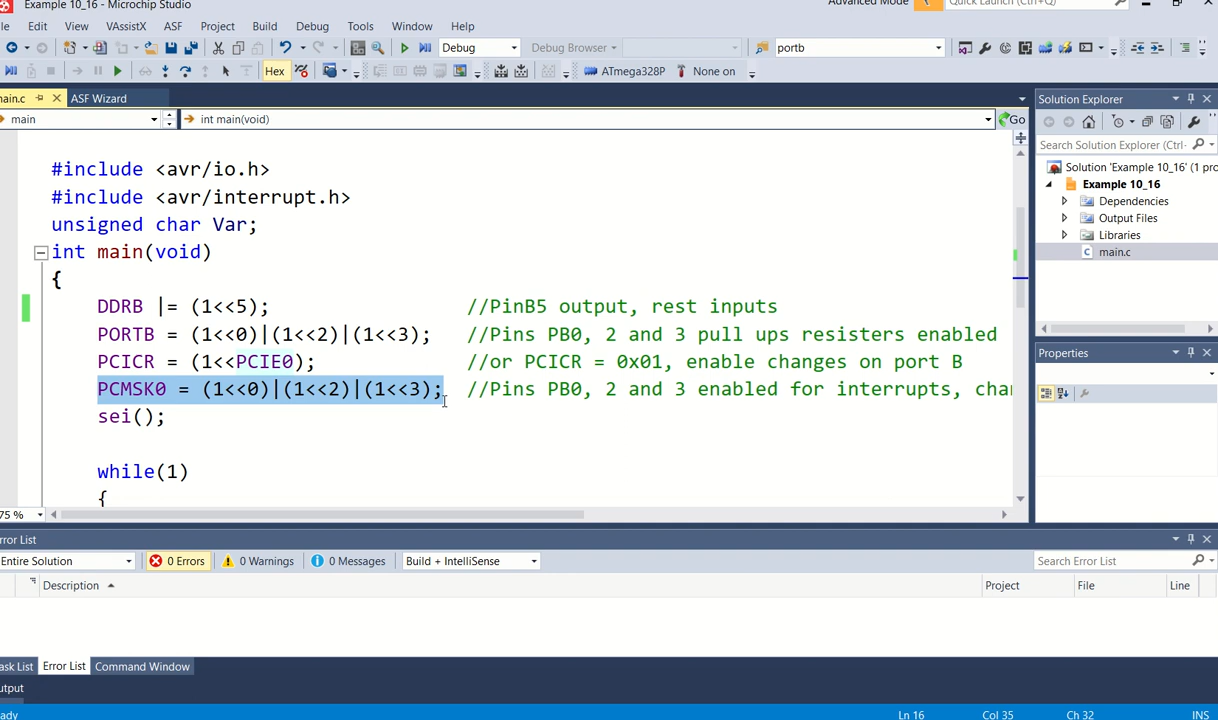 Example 10_16 - Microchip Studio
Advanced Mode
Quick Launch (Ctrl+Q)
Edit View VAssistX ASF Project Build Debug Tools Window Help
Debug
Debug Browser
portb
Hex
ATmega328P
None on
main.c
ASF Wizard
main
int main(void)
Go
#include <avr/io.h>
#include <avr/interrupt.h>
unsigned char Var;
int main(void)
{
DDRB |= (1<<5); //PinB5 output, rest inputs
PORTB = (1<<0)|(1<<2)|(1<<3); //Pins PB0, 2 and 3 pull ups resisters enabled
PCICR = (1<<PCIE0); //or PCICR = 0x01, enable changes on port B
PCMSK0 = (1<<0)|(1<<2)|(1<<3); //Pins PB0, 2 and 3 enabled for interrupts, char
sei();
while(1)
{
75 %
Solution Explorer
Search Solution Explorer (Ctrl-
Solution 'Example 10_16' (1 pro
Example 10_16
Dependencies
Output Files
Libraries
main.c
Properties
rror List
Entire Solution
0 Errors
0 Warnings
0 Messages
Build + IntelliSense
Search Error List
Description
Project
File
Line
ask List
Error List
Command Window
utput
ady
Ln 16
Col 35
Ch 32
INS